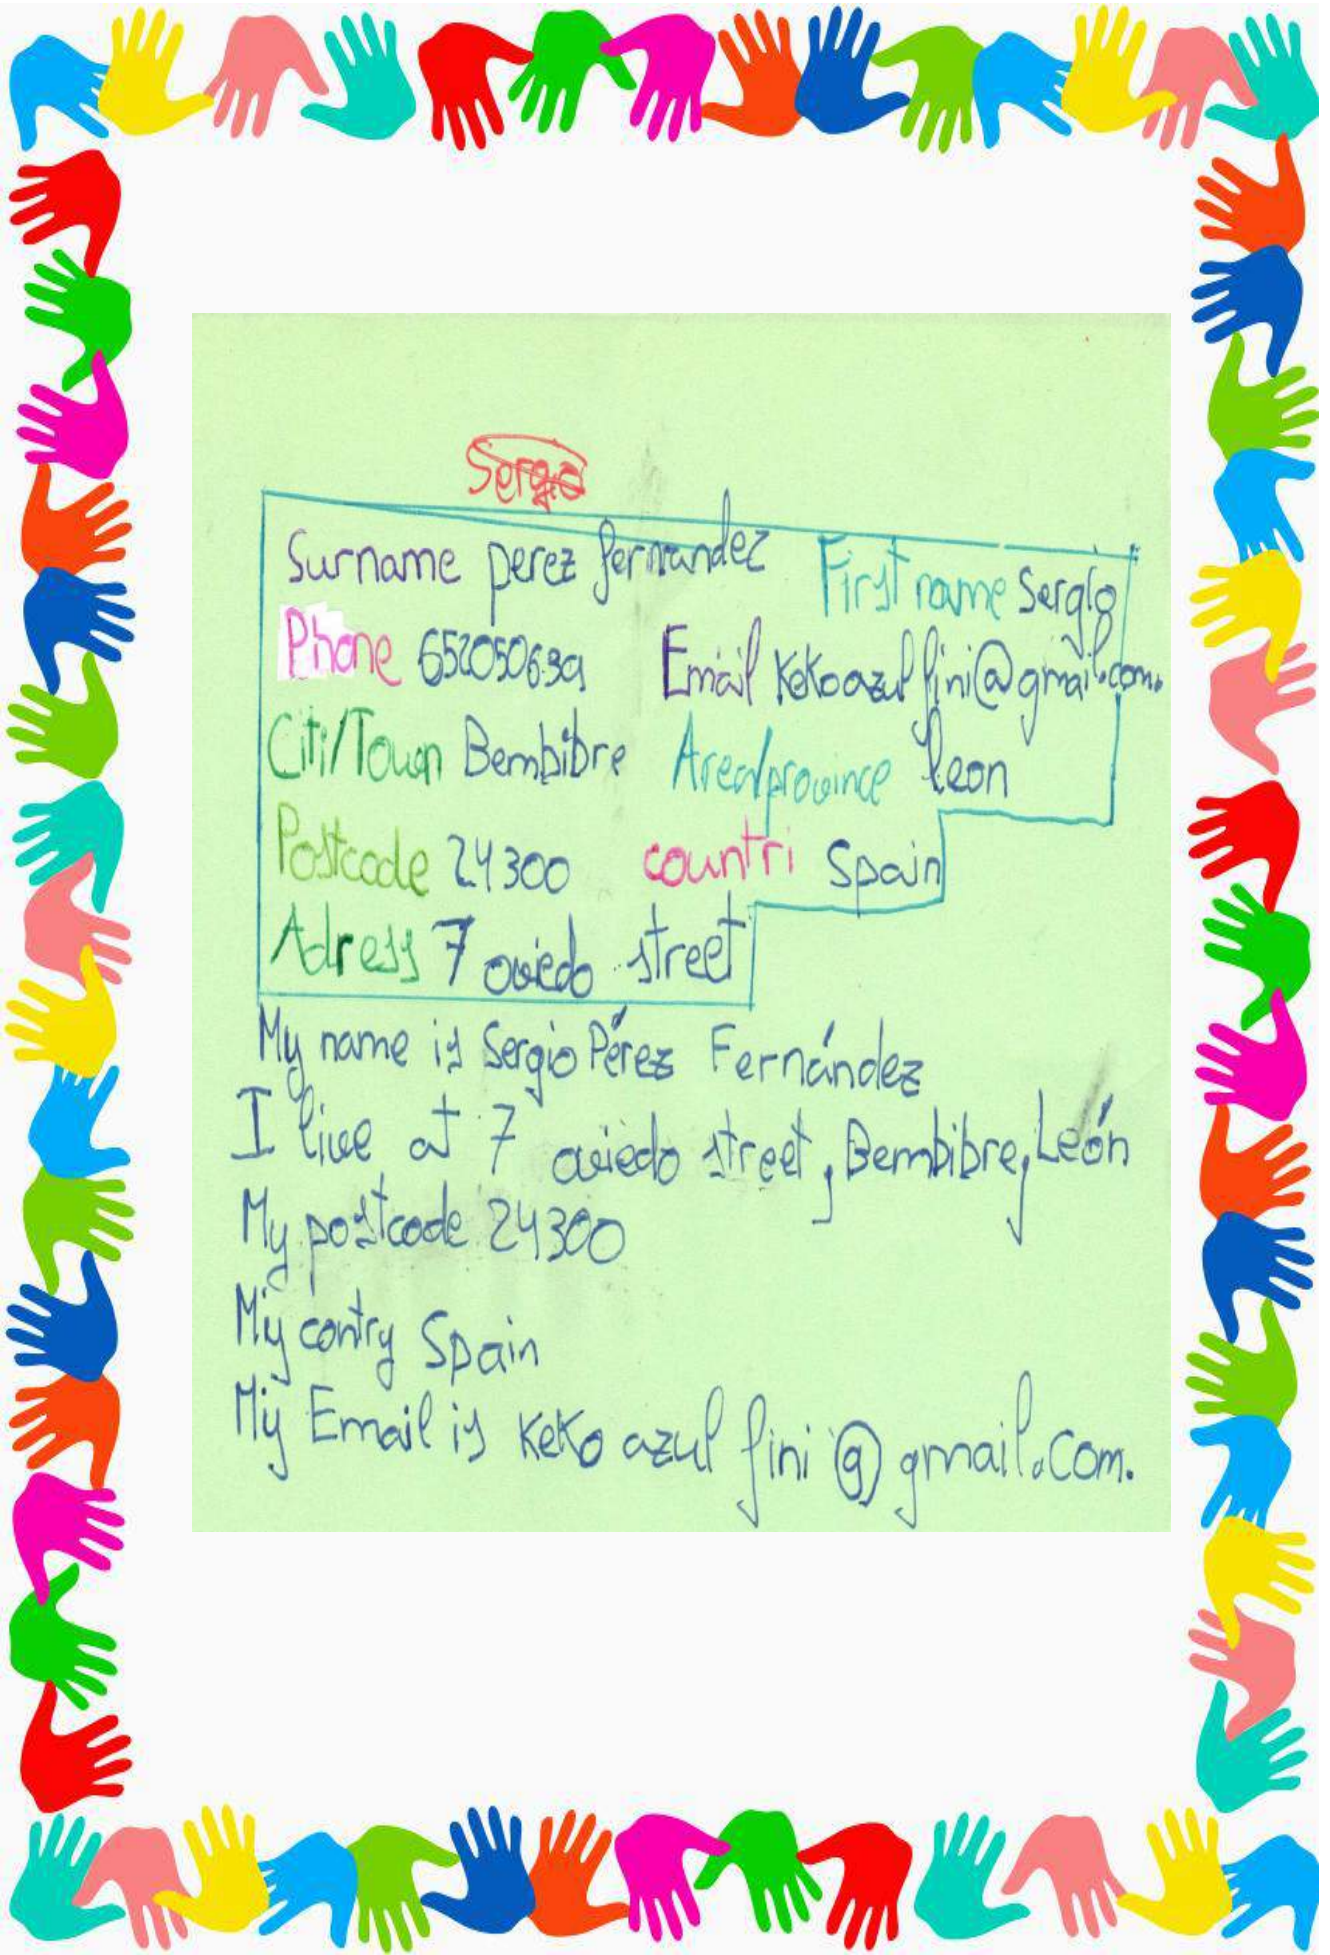 Sergio
Surname perez fernandez First name Sergio
Phone 652050639 Email Kekoazulfini@gmail.com.
Citi/Town Bembibre Area/province leon
Postcode 24300 countri Spain
Adress 7 oviedo street
My name is Sergio Pérez Fernández
I live at 7 oviedo street, Bembibre, León
My postcode 24300
My contry Spain
My Email is keko azul fini @ gmail.com.